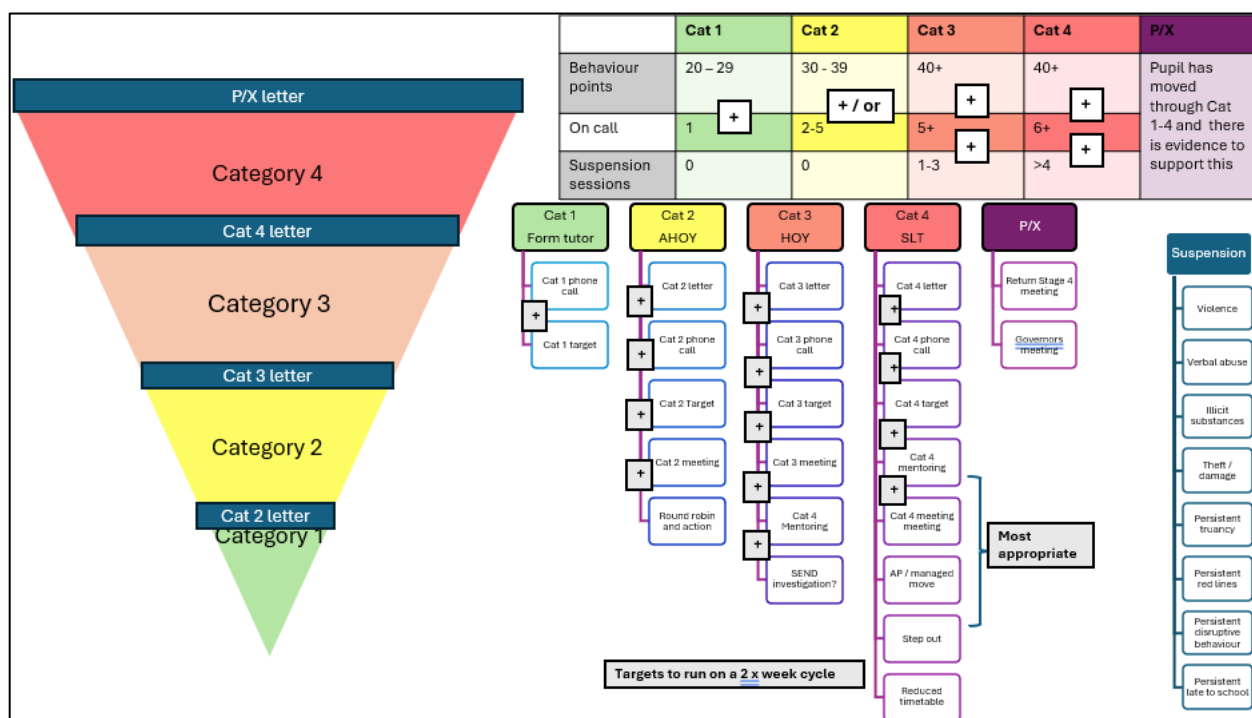 P/X letter
Category 4
Cat 4 letter
Category 3
Cat 3 letter
Category 2
Cat 2 letter
Category 1
Cat 1
Cat 2
Cat 3
Cat 4
P/X
Behaviour
points
20 – 29
30 - 39
40+
40+
Pupil has
moved
through Cat
1-4 and there
is evidence to
support this
+
+ / or
+
+
On call
1
2-5
5+
6+
+
+
Suspension
sessions
0
0
1-3
>4
Cat 1
Form tutor
Cat 1 phone
call
+
Cat 1 target
Cat 2
AHOY
Cat 2 letter
+
Cat 2 phone
call
+
Cat 2 Target
+
Cat 2 meeting
+
Round robin
and action
Cat 3
HOY
Cat 3 letter
+
Cat 3 phone
call
+
Cat 3 target
+
Cat 3 meeting
+
Cat 4
Mentoring
+
SEND
investigation?
Cat 4
SLT
Cat 4 letter
+
Cat 4 phone
call
+
Cat 4 target
+
Cat 4
mentoring
+
Cat 4 meeting
meeting
AP / managed
move
Step out
Reduced
timetable
Most
appropriate
P/X
Return Stage 4
meeting
Governors
meeting
Suspension
Violence
Verbal abuse
Illicit
substances
Theft /
damage
Persistent
truancy
Persistent
red lines
Persistent
disruptive
behaviour
Persistent
late to school
Targets to run on a 2 x week cycle